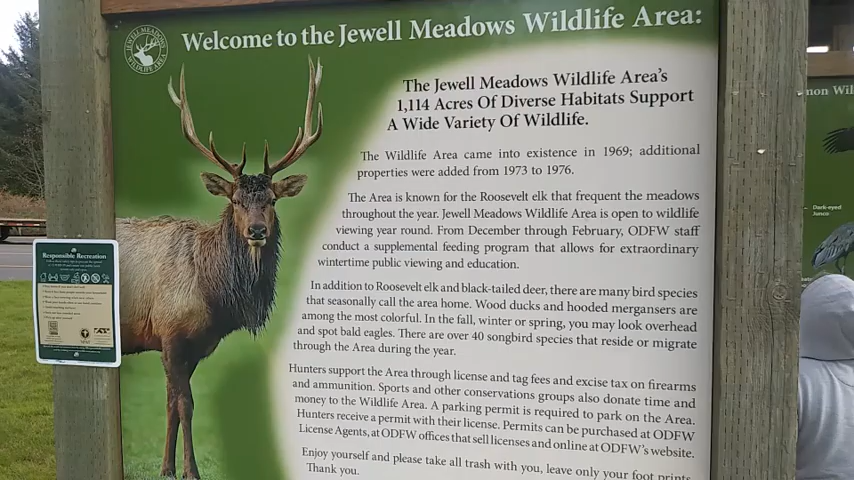 Welcome to the Jewell Meadows Wildlife Area:
JEWELL MEADOWS
WILDLIFE AREA
The Jewell Meadows Wildlife Area's
1,114 Acres Of Diverse Habitats Support
A Wide Variety Of Wildlife.
The Wildlife Area came into existence in 1969; additional
properties were added from 1973 to 1976.
The Area is known for the Roosevelt elk that frequent the meadows
throughout the year. Jewell Meadows Wildlife Area is open to wildlife
viewing year round. From December through February, ODFW staff
conduct a supplemental feeding program that allows for extraordinary
wintertime public viewing and education.
In addition to Roosevelt elk and black-tailed deer, there are many bird species
that seasonally call the area home. Wood ducks and hooded mergansers are
among the most colorful. In the fall, winter or spring, you may look overhead
and spot bald eagles. There are over 40 songbird species that reside or migrate
through the Area during the year.
Hunters support the Area through license and tag fees and excise tax on firearms
and ammunition. Sports and other conservations groups also donate time and
money to the Wildlife Area. A parking permit is required to park on the Area.
Hunters receive a permit with their license. Permits can be purchased at ODFW
License Agents, at ODFW offices that sell licenses and online at ODFW's website.
Enjoy yourself and please take all trash with you, leave only your foot prints.
Thank you.
Responsible Recreation
mon Wil
Dark-eyed
Junco